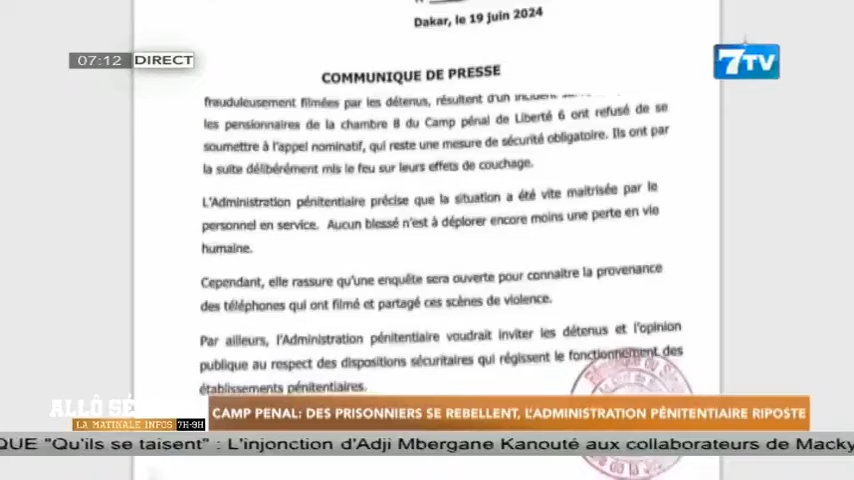 Dakar, le 19 juin 2024
07:12 DIRECT
7TV
COMMUNIQUE DE PRESSE
frauduleusement filmées par les détenus, résultent d'un incident
les pensionnaires de la chambre 8 du Camp pénal de Liberté 6 ont refusé de se
soumettre à l'appel nominatif, qui reste une mesure de sécurité obligatoire. Ils ont par
la suite délibérément mis le feu sur leurs effets de couchage.
L'Administration pénitentiaire précise que la situation a été vite maitrisée par le
personnel en service. Aucun blessé n'est à déplorer encore moins une perte en vie
humaine.
Cependant, elle rassure qu'une enquête sera ouverte pour connaître la provenance
des téléphones qui ont filmé et partagé ces scènes de violence.
Par ailleurs, l'Administration pénitentiaire voudrait inviter les détenus et l'opinion
publique au respect des dispositions sécuritaires qui régissent le fonctionnement des
établissements pénitentiaires.
ALLÔ SÉ
LA MATINALE INFOS 7H-9H
CAMP PENAL: DES PRISONNIERS SE REBELLENT, L'ADMINISTRATION PÉNITENTIAIRE RIPOSTE
QUE "Qu'ils se taisent" : L'injonction d'Adji Mbergane Kanouté aux collaborateurs de Macky